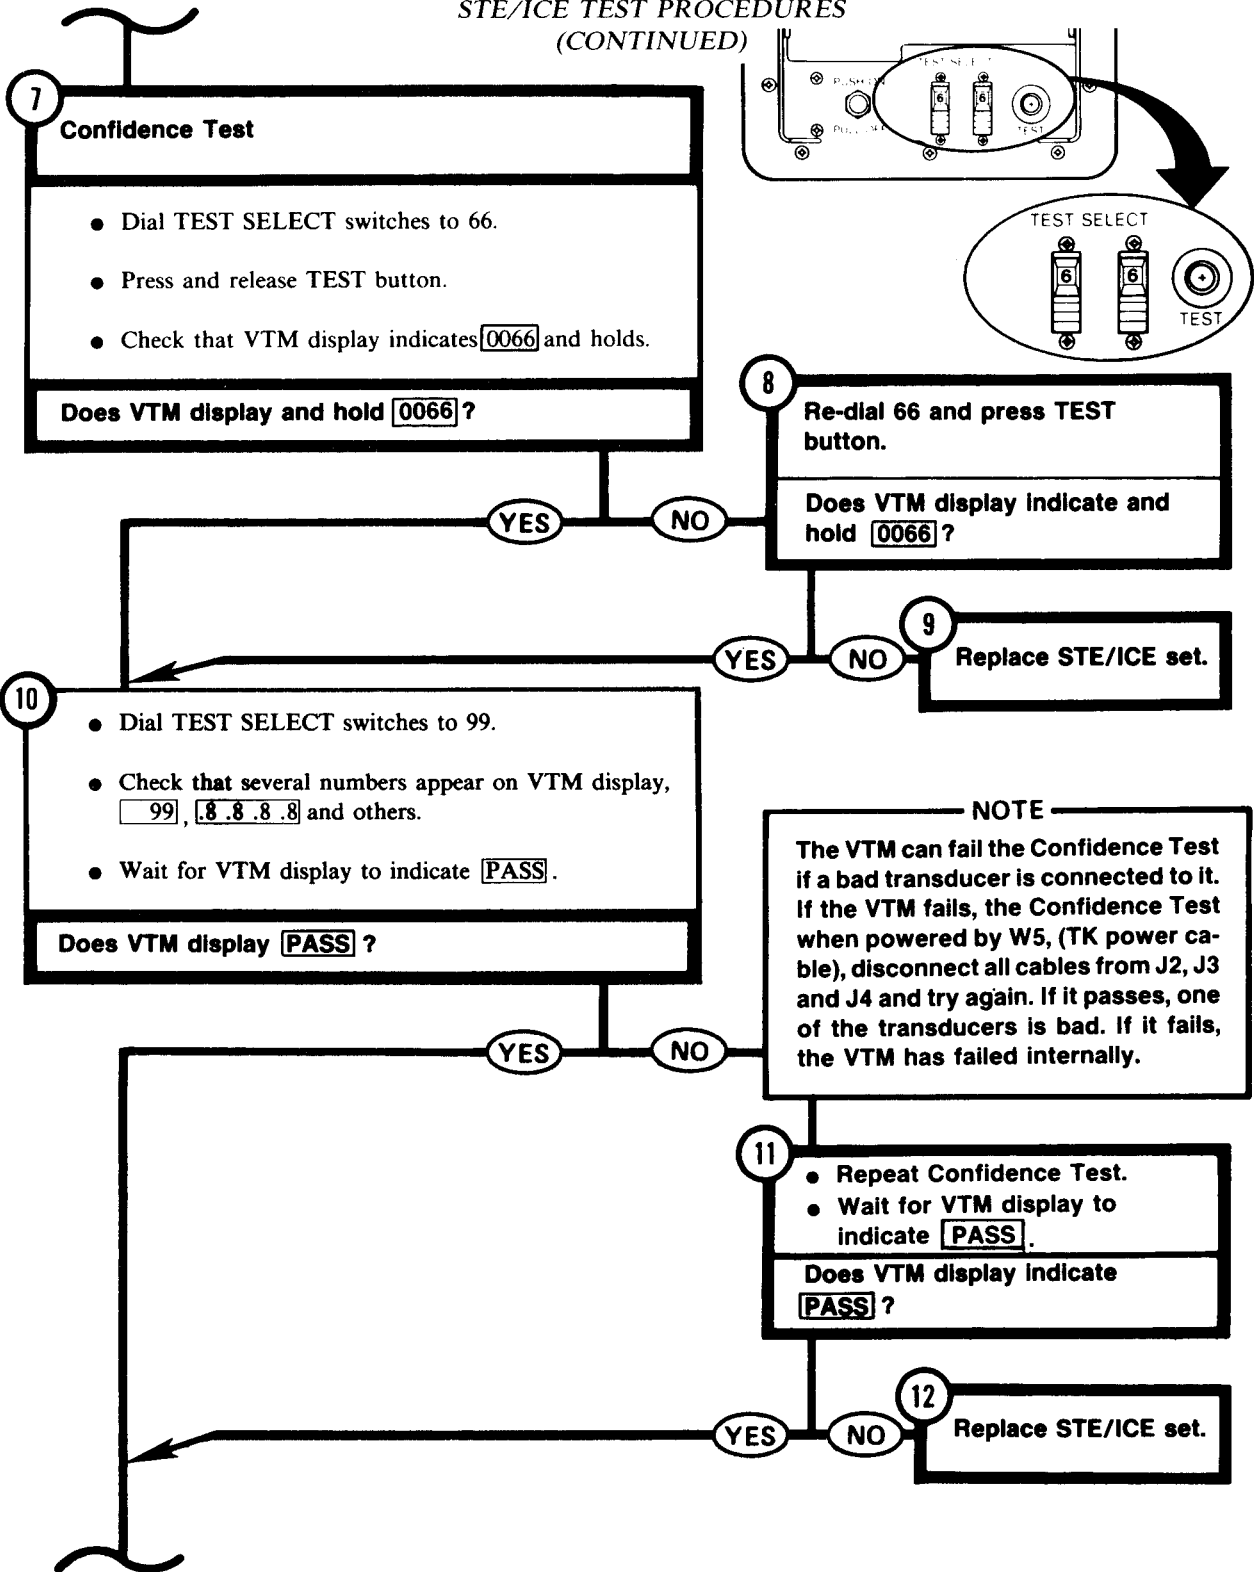 STE/ICE TEST PROCEDURES
(CONTINUED)
TEST SELECT
PUSH ON
PULL OFF
6 6
TEST
TEST SELECT
6 6
TEST
7
Confidence Test
● Dial TEST SELECT switches to 66.
● Press and release TEST button.
● Check that VTM display indicates 0066 and holds.
Does VTM display and hold 0066 ?
YES NO
8
Re-dial 66 and press TEST
button.
Does VTM display indicate and
hold 0066 ?
YES NO
9
Replace STE/ICE set.
10
● Dial TEST SELECT switches to 99.
● Check that several numbers appear on VTM display,
99 , .8 .8 .8 .8 and others.
● Wait for VTM display to indicate PASS .
Does VTM display PASS ?
YES NO
NOTE
The VTM can fail the Confidence Test
if a bad transducer is connected to it.
If the VTM fails, the Confidence Test
when powered by W5, (TK power ca-
ble), disconnect all cables from J2, J3
and J4 and try again. If it passes, one
of the transducers is bad. If it fails,
the VTM has failed internally.
11
● Repeat Confidence Test.
● Wait for VTM display to
indicate PASS .
Does VTM display indicate
PASS ?
YES NO
12
Replace STE/ICE set.